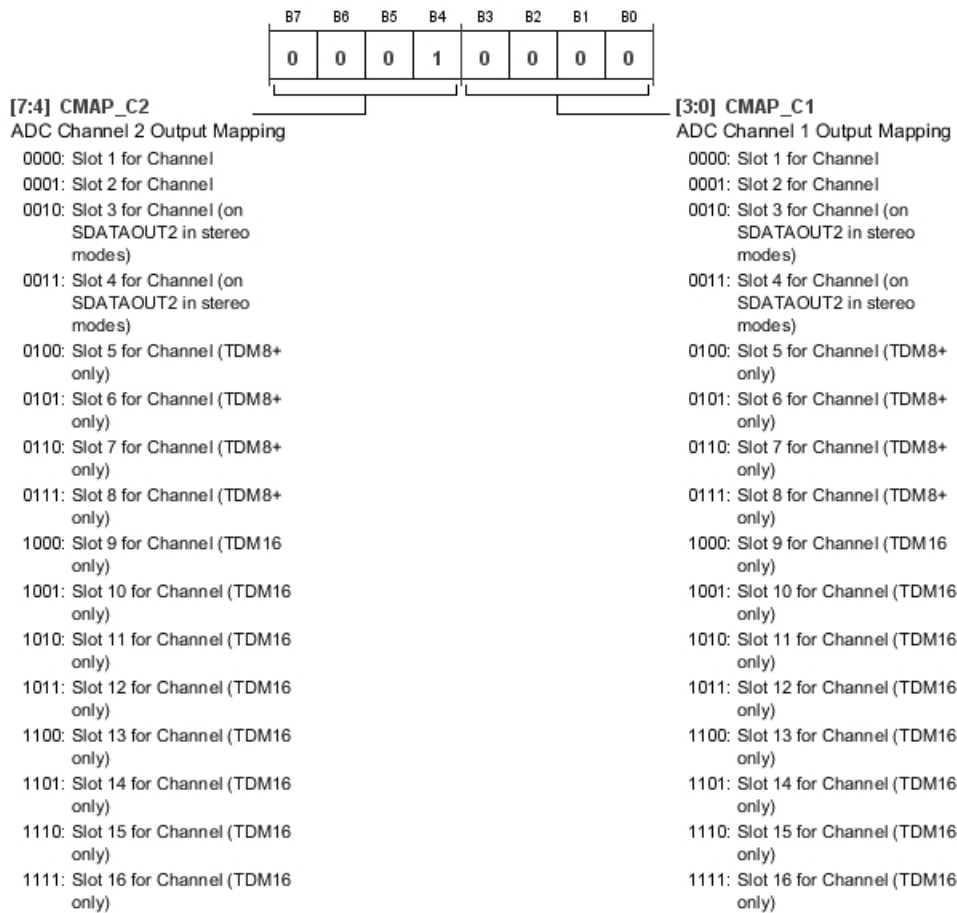 B7 B6 B5 B4 B3 B2 B1 B0
0 0 0 1 0 0 0 0
[7:4] CMAP_C2
ADC Channel 2 Output Mapping
0000: Slot 1 for Channel
0001: Slot 2 for Channel
0010: Slot 3 for Channel (on
SDATAOUT2 in stereo
modes)
0011: Slot 4 for Channel (on
SDATAOUT2 in stereo
modes)
0100: Slot 5 for Channel (TDM8+
only)
0101: Slot 6 for Channel (TDM8+
only)
0110: Slot 7 for Channel (TDM8+
only)
0111: Slot 8 for Channel (TDM8+
only)
1000: Slot 9 for Channel (TDM16
only)
1001: Slot 10 for Channel (TDM16
only)
1010: Slot 11 for Channel (TDM16
only)
1011: Slot 12 for Channel (TDM16
only)
1100: Slot 13 for Channel (TDM16
only)
1101: Slot 14 for Channel (TDM16
only)
1110: Slot 15 for Channel (TDM16
only)
1111: Slot 16 for Channel (TDM16
only)
[3:0] CMAP_C1
ADC Channel 1 Output Mapping
0000: Slot 1 for Channel
0001: Slot 2 for Channel
0010: Slot 3 for Channel (on
SDATAOUT2 in stereo
modes)
0011: Slot 4 for Channel (on
SDATAOUT2 in stereo
modes)
0100: Slot 5 for Channel (TDM8+
only)
0101: Slot 6 for Channel (TDM8+
only)
0110: Slot 7 for Channel (TDM8+
only)
0111: Slot 8 for Channel (TDM8+
only)
1000: Slot 9 for Channel (TDM16
only)
1001: Slot 10 for Channel (TDM16
only)
1010: Slot 11 for Channel (TDM16
only)
1011: Slot 12 for Channel (TDM16
only)
1100: Slot 13 for Channel (TDM16
only)
1101: Slot 14 for Channel (TDM16
only)
1110: Slot 15 for Channel (TDM16
only)
1111: Slot 16 for Channel (TDM16
only)